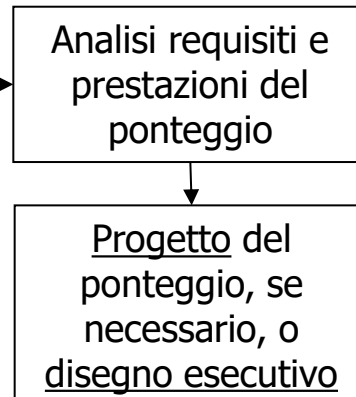 Analisi requisiti e
prestazioni del
ponteggio
Progetto del
ponteggio, se
necessario, o
disegno esecutivo